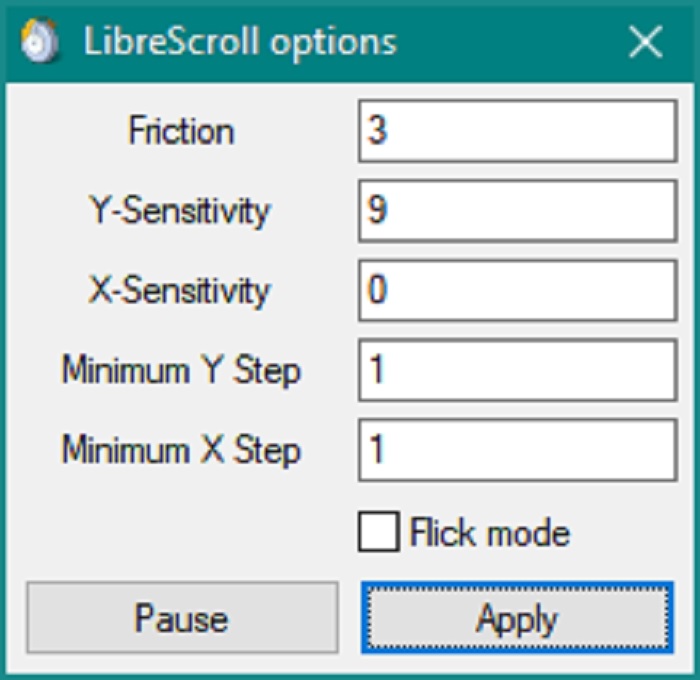 LibreScroll options
Friction 3
Y-Sensitivity 9
X-Sensitivity 0
Minimum Y Step 1
Minimum X Step 1
Flick mode
Pause Apply